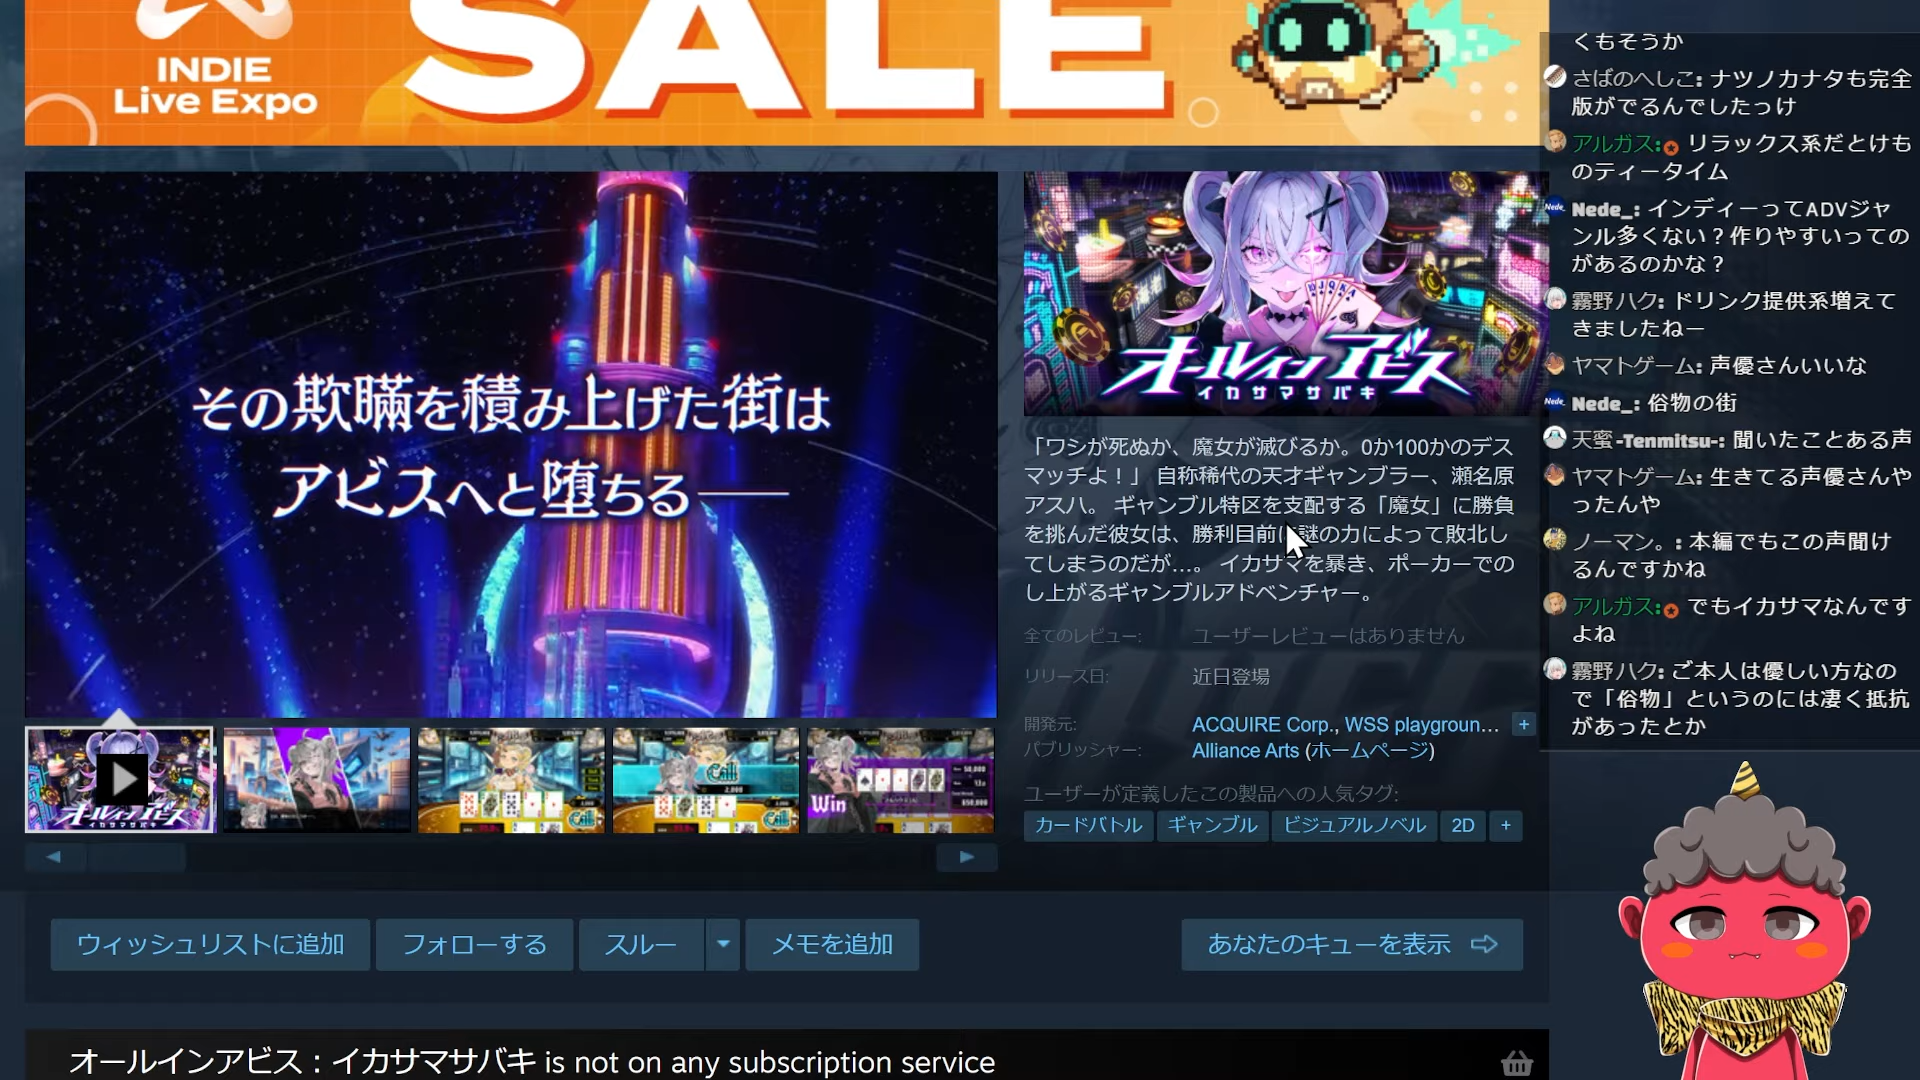 INDIE
Live Expo
SALE
その欺瞞を積み上げた街は
アビスへと堕ちる――
オールイン アビス
イカサマサバキ
「ワシが死ぬか、魔女が滅びるか。0か100かのデス
マッチよ！」 自称稀代の天才ギャンブラー、瀬名原
アスハ。 ギャンブル特区を支配する「魔女」に勝負
を挑んだ彼女は、勝利目前に謎の力によって敗北し
てしまうのだが…。 イカサマを暴き、ポーカーでの
し上がるギャンブルアドベンチャー。
全てのレビュー: ユーザーレビューはありません
リリース日: 近日登場
開発元: ACQUIRE Corp., WSS playgroun... +
パブリッシャー: Alliance Arts (ホームページ)
ユーザーが定義したこの製品への人気タグ:
カードバトル ギャンブル ビジュアルノベル 2D +
オールイン アビス
イカサマサバキ
Call
Call
Call
Win
ウィッシュリストに追加 フォローする スルー メモを追加 あなたのキューを表示
オールインアビス：イカサマサバキ is not on any subscription service
くもそうか
さばのへしこ: ナツノカナタも完全
版がでるんでしたっけ
アルガス: リラックス系だとけも
のティータイム
Nede_: インディーってADVジャ
ンル多くない？作りやすいっての
があるのかな？
霧野ハク: ドリンク提供系増えて
きましたねー
ヤマトゲーム: 声優さんいいな
Nede_: 俗物の街
天蜜-Tenmitsu-: 聞いたことある声
ヤマトゲーム: 生きてる声優さんや
ったんや
ノーマン。: 本編でもこの声聞け
るんですかね
アルガス: でもイカサマなんです
よね
霧野ハク: ご本人は優しい方なの
で「俗物」というのには凄く抵抗
があったとか